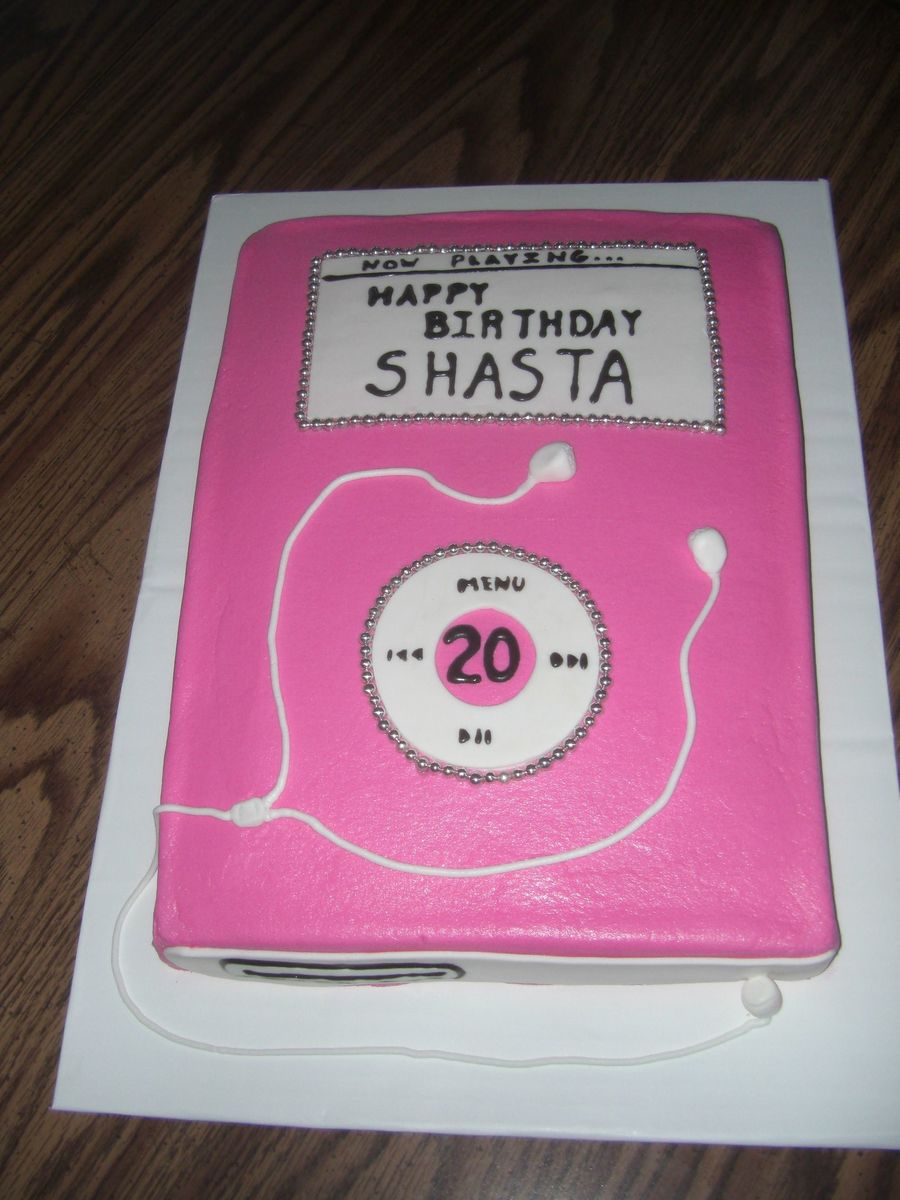 NOW PLAYING...
HAPPY
BIRTHDAY
SHASTA
MENU
20